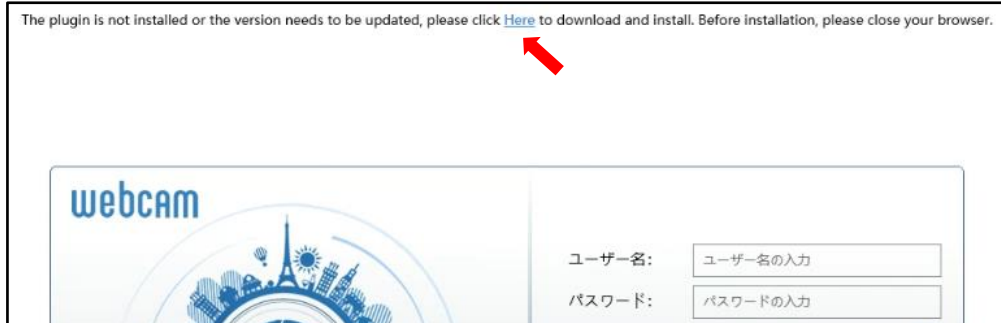 The plugin is not installed or the version needs to be updated, please click Here to download and install. Before installation, please close your browser.
webcam
ユーザー名: ユーザー名の入力
パスワード: パスワードの入力